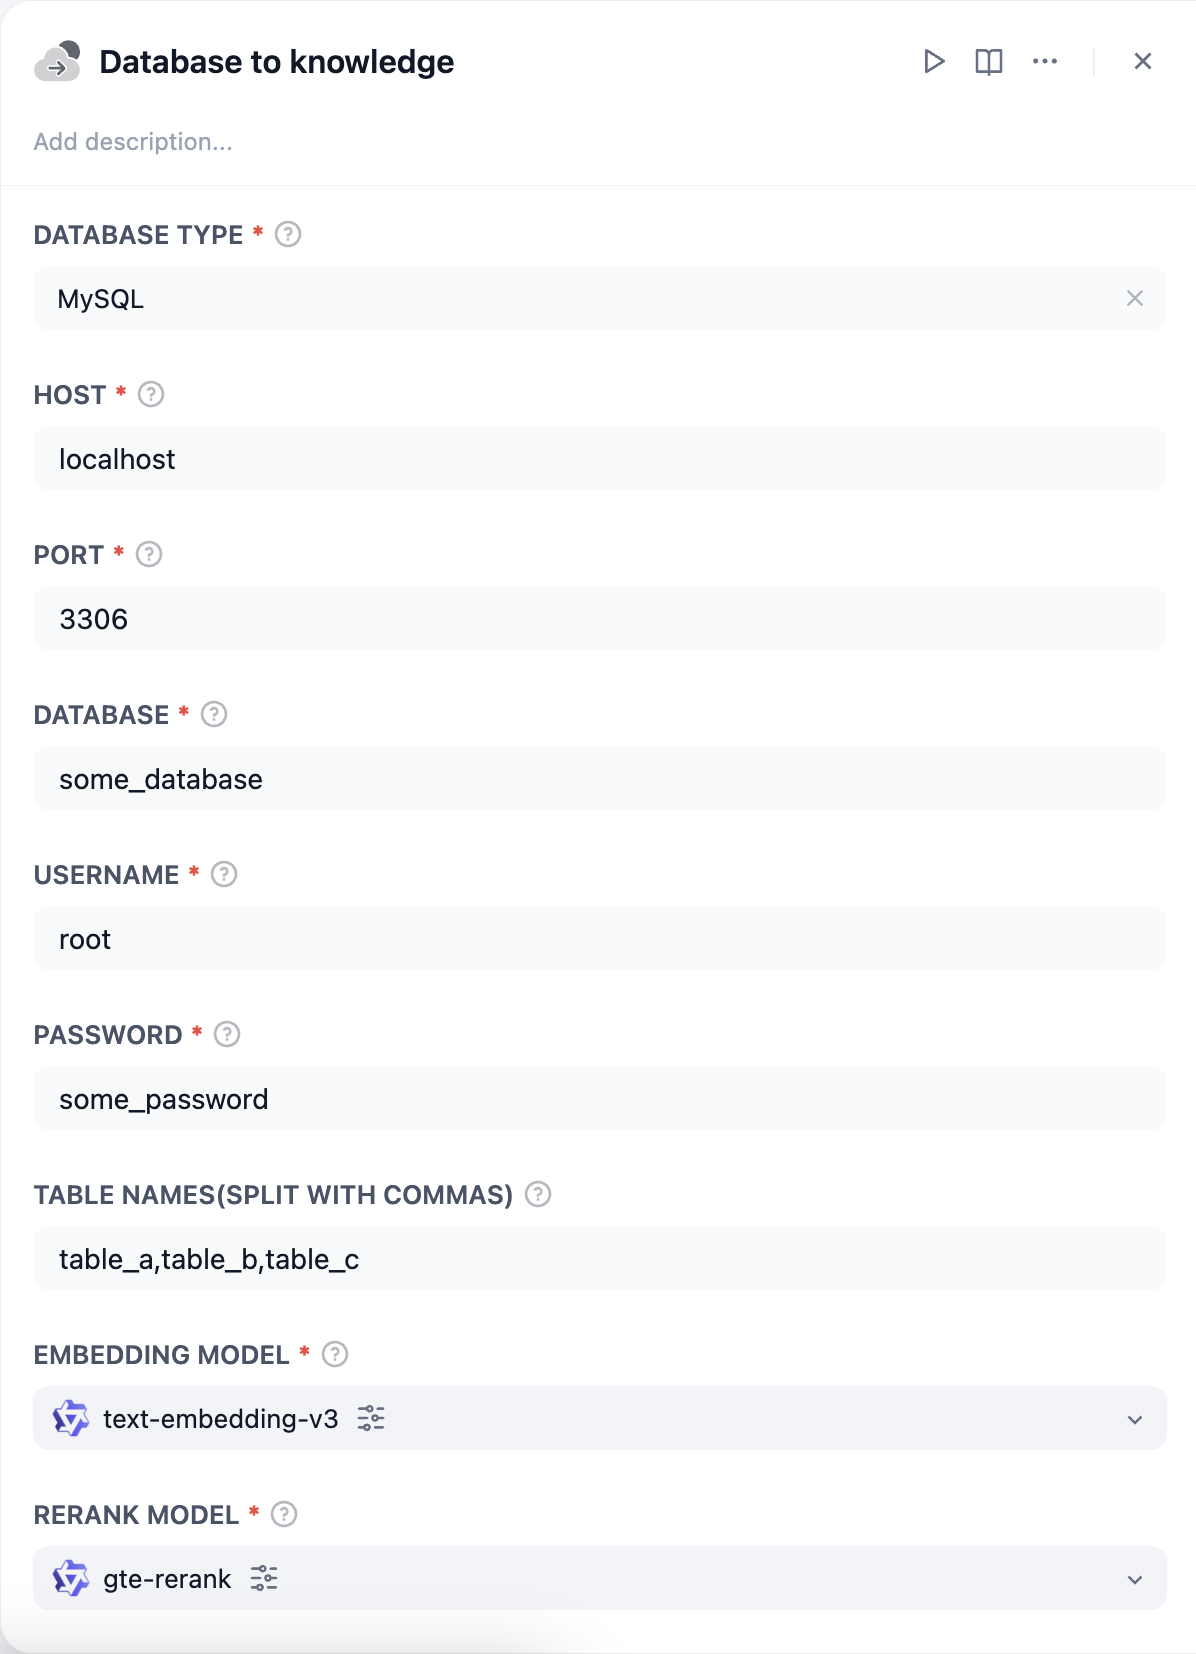 Database to knowledge
Add description...
DATABASE TYPE *
MySQL
HOST *
localhost
PORT *
3306
DATABASE *
some_database
USERNAME *
root
PASSWORD *
some_password
TABLE NAMES(SPLIT WITH COMMAS)
table_a,table_b,table_c
EMBEDDING MODEL *
text-embedding-v3
RERANK MODEL *
gte-rerank